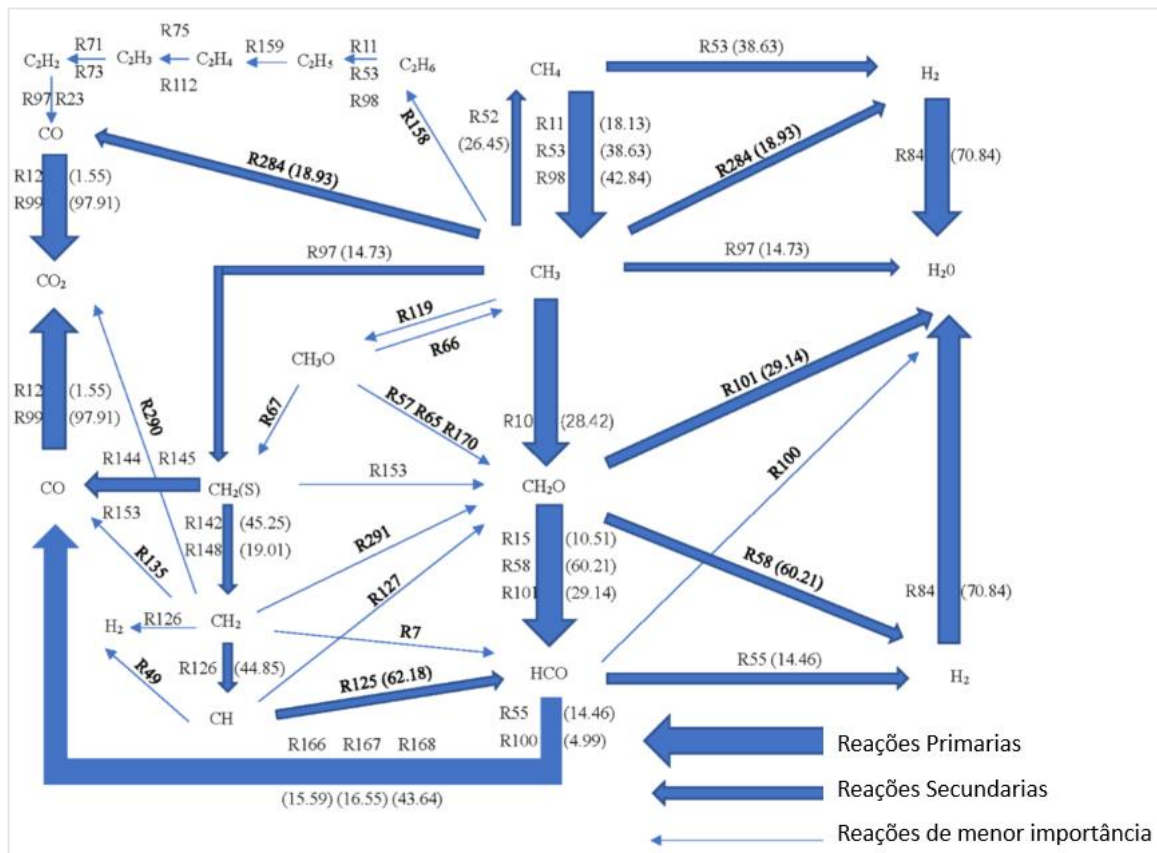 R75
R71
R159
R11
R53 (38.63)
C₂H₂
C₂H₃
C₂H₄
C₂H₅
C₂H₆
CH₄
H₂
R73
R112
R53
R98
R97
R23
R158
R52
(26.45)
R11 (18.13)
R53 (38.63)
R98 (42.84)
R284 (18.93)
R84 (70.84)
CO
R284 (18.93)
R12 (1.55)
R99 (97.91)
R97 (14.73)
R97 (14.73)
CO₂
CH₃
H₂0
R119
R66
CH₃O
R101 (29.14)
R12 (1.55)
R99 (97.91)
R290
R67
R57 R65 R170
R10 (28.42)
R100
R144 R145
R153
CO
CH₂(S)
CH₂O
R153
R142 (45.25)
R148 (19.01)
R291
R15 (10.51)
R58 (60.21)
R101 (29.14)
R58 (60.21)
R135
R127
R84 (70.84)
H₂
R126
CH₂
R7
R49
R126 (44.85)
R125 (62.18)
HCO
R55 (14.46)
H₂
CH
R55 (14.46)
R100 (4.99)
R166 R167 R168
(15.59) (16.55) (43.64)
Reações Primarias
Reações Secundarias
Reações de menor importância